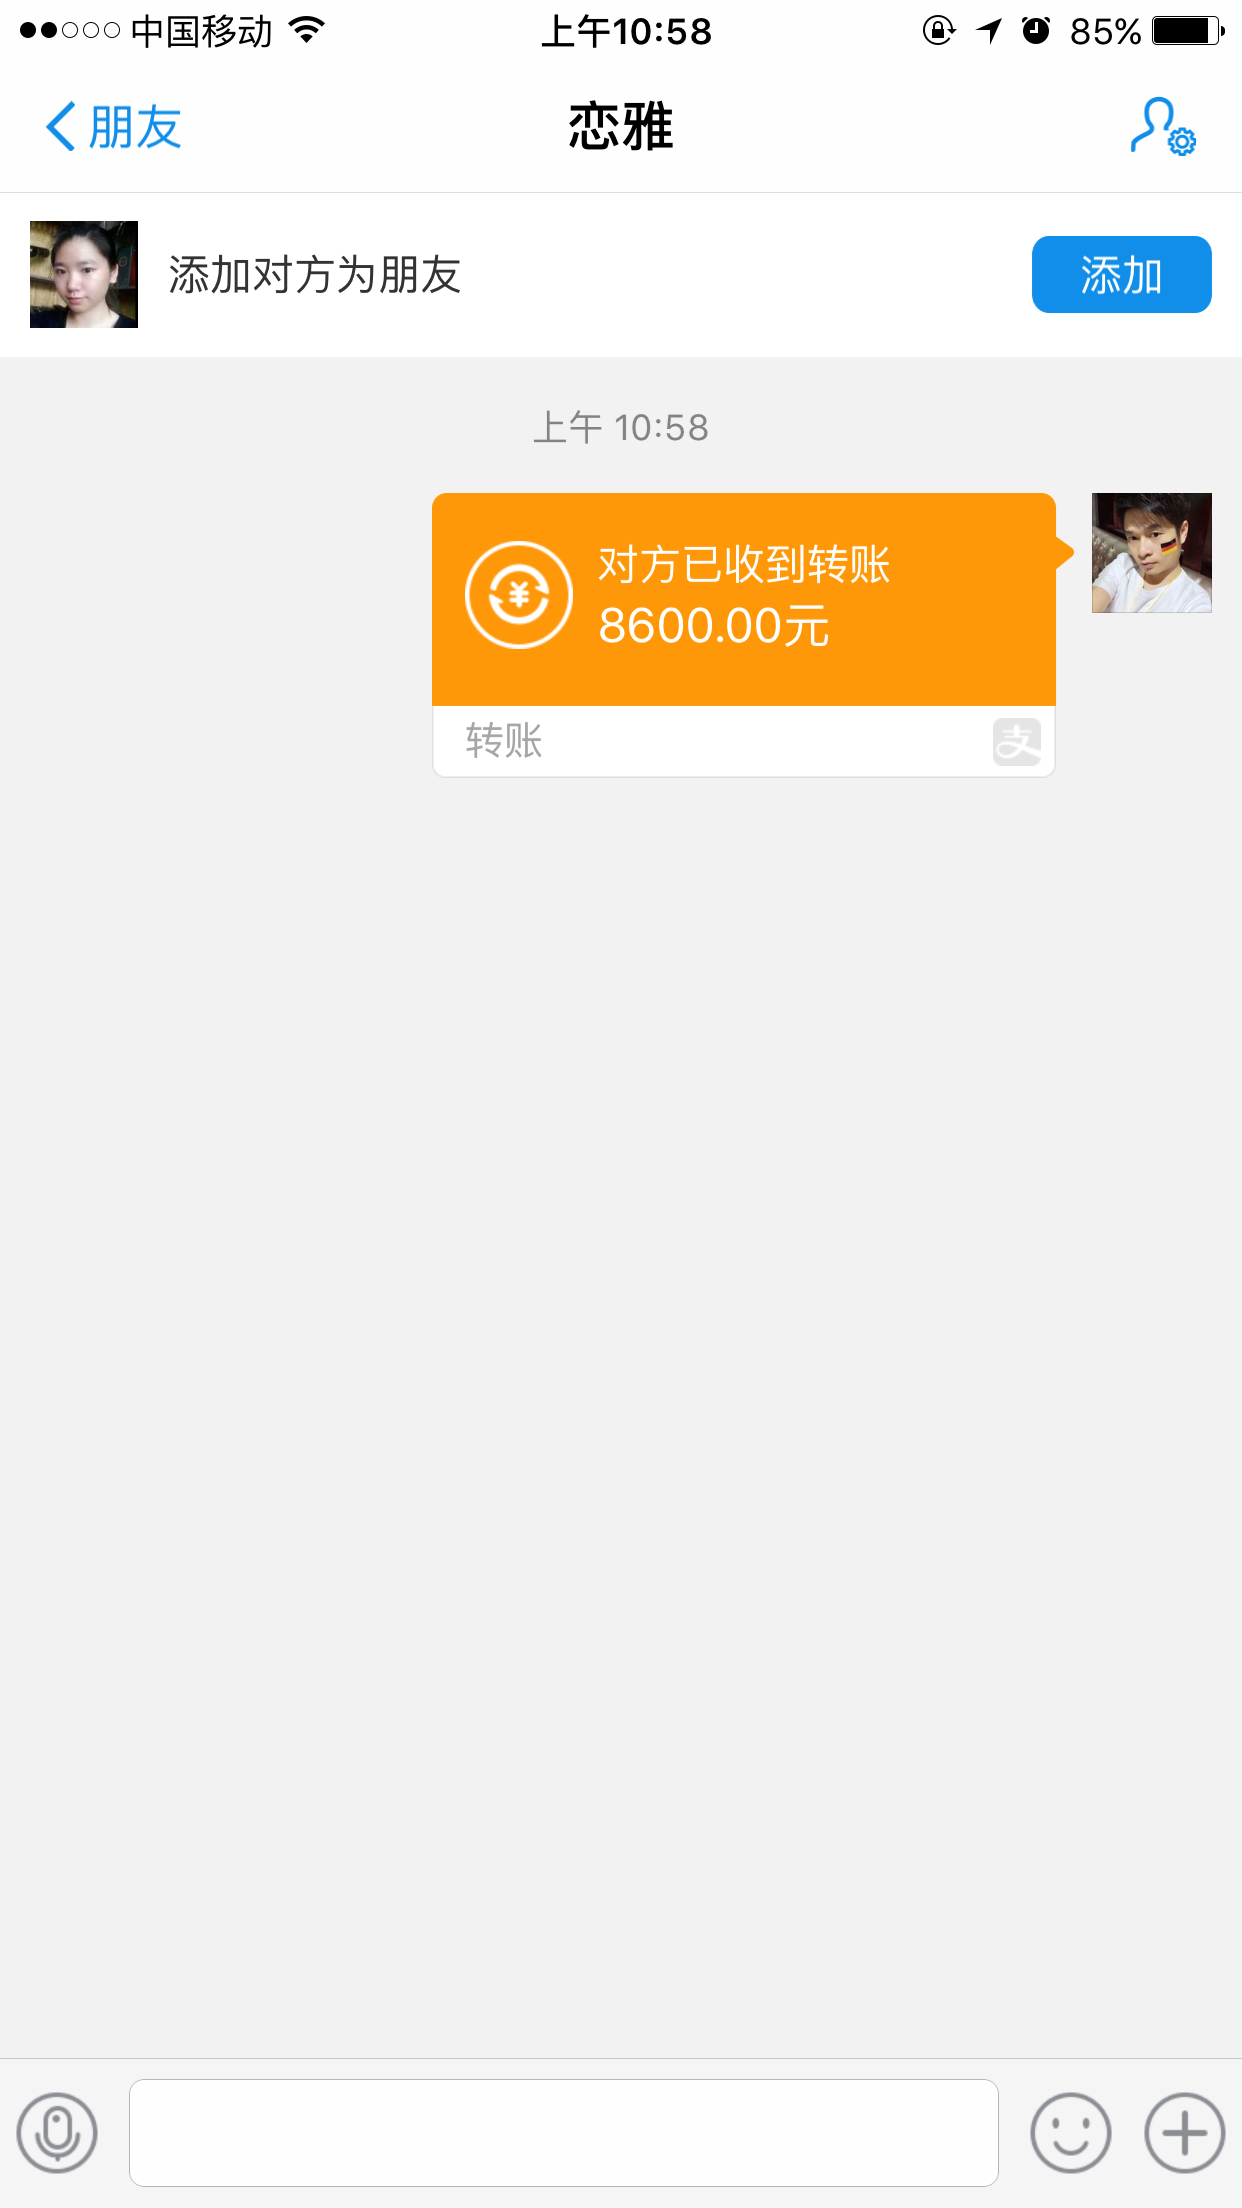 中国移动
上午10:58
85%
朋友
恋雅
添加对方为朋友
添加
上午 10:58
对方已收到转账
8600.00元
转账
支